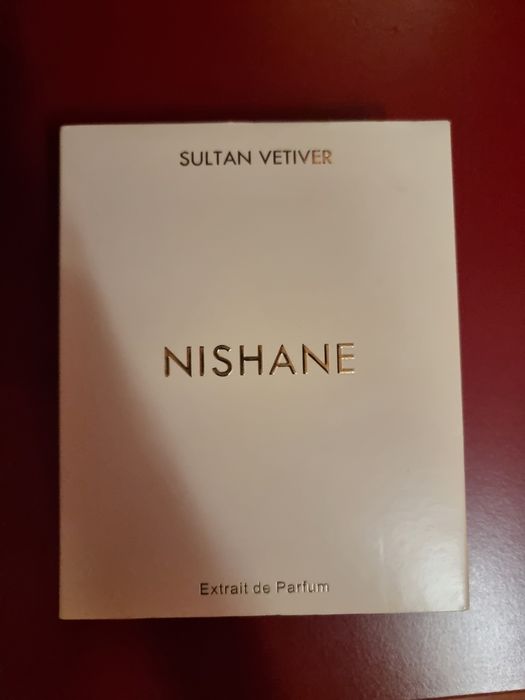 SULTAN VETIVER
NISHANE
Extrait de Parfum